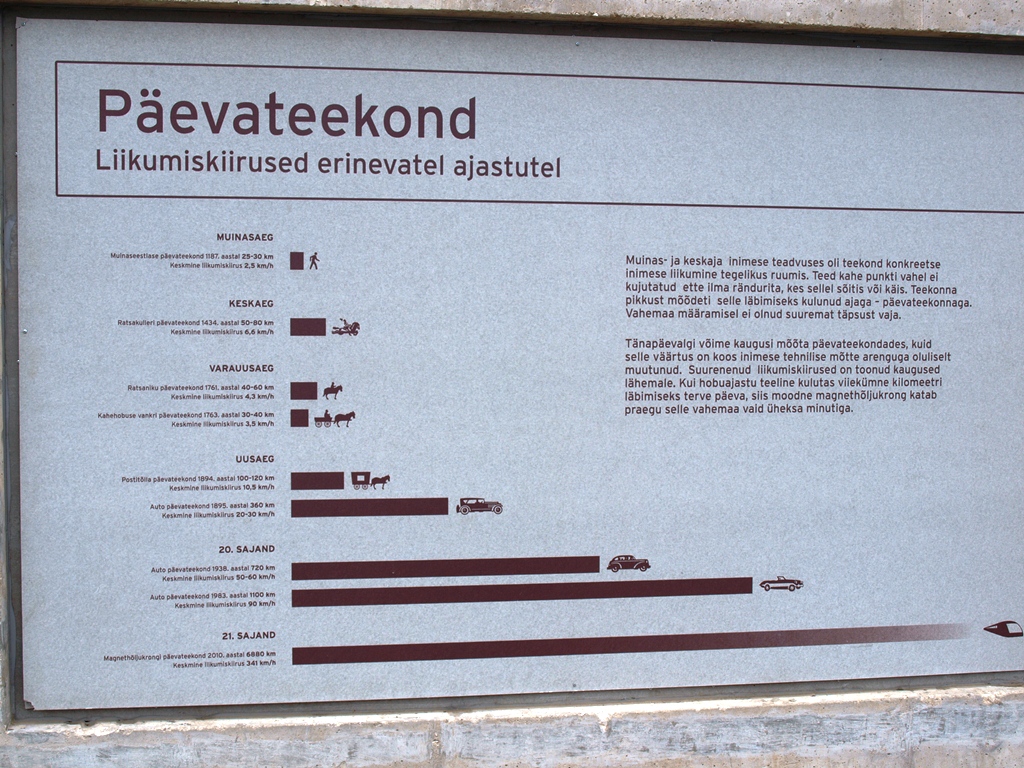 Päevateekond
Liikumiskiirused erinevatel ajastutel
MUINASAEG
Muinaseestlase päevateekond 1187. aastal 25-30 km
Keskmine liikumiskiirus 2,5 km/h
KESKAEG
Ratsakulleri päevateekond 1434. aastal 50-80 km
Keskmine liikumiskiirus 6,6 km/h
VARAUUSAEG
Ratsaniku päevateekond 1761. aastal 40-60 km
Keskmine liikumiskiirus 4,3 km/h
Kahehobuse vankri päevateekond 1763. aastal 30-40 km
Keskmine liikumiskiirus 3,5 km/h
UUSAEG
Postitõlla päevateekond 1894. aastal 100-120 km
Keskmine liikumiskiirus 10,5 km/h
Auto päevateekond 1895. aastal 360 km
Keskmine liikumiskiirus 20-30 km/h
20. SAJAND
Auto päevateekond 1938. aastal 720 km
Keskmine liikumiskiirus 50-60 km/h
Auto päevateekond 1983. aastal 1100 km
Keskmine liikumiskiirus 90 km/h
21. SAJAND
Magnethõljukrongi päevateekond 2010. aastal 6880 km
Keskmine liikumiskiirus 341 km/h
Muinas- ja keskaja inimese teadvuses oli teekond konkreetse
inimese liikumine tegelikus ruumis. Teed kahe punkti vahel ei
kujutatud ette ilma rändurita, kes sellel sõitis või käis. Teekonna
pikkust mõõdeti selle läbimiseks kulunud ajaga - päevateekonnaga.
Vahemaa määramisel ei olnud suuremat täpsust vaja.
Tänapäevalgi võime kaugusi mõõta päevateekondades, kuid
selle väärtus on koos inimese tehnilise mõtte arenguga oluliselt
muutunud. Suurenenud liikumiskiirused on toonud kaugused
lähemale. Kui hobuajastu teeline kulutas viiekümne kilomeetri
läbimiseks terve päeva, siis moodne magnethõljukrong katab
praegu selle vahemaa vaid üheksa minutiga.